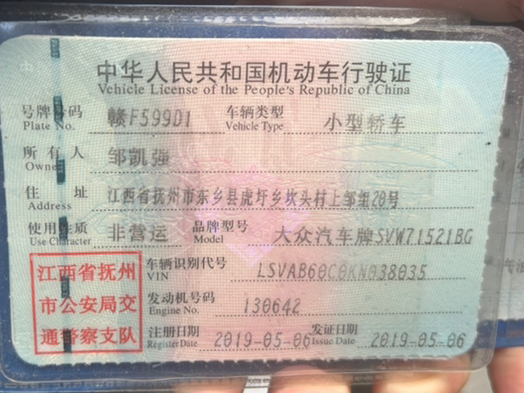 中华人民共和国机动车行驶证
Vehicle License of the People's Republic of China
号牌号码 赣F599D1 车辆类型 小型轿车
Plate No. Vehicle Type
所有人 邹凯强
Owner
住址 江西省抚州市东乡县虎圩乡坎头村上邹组20号
Address
使用性质 非营运 品牌型号 大众汽车牌SVW71521BG
Use Character Model
江西省抚州 车辆识别代号 LSVAB60C0KN038035
VIN
市公安局交 发动机号码 130642
Engine No.
通警察支队 注册日期 2019-05-06 发证日期 2019-05-06
Register Date Issue Date